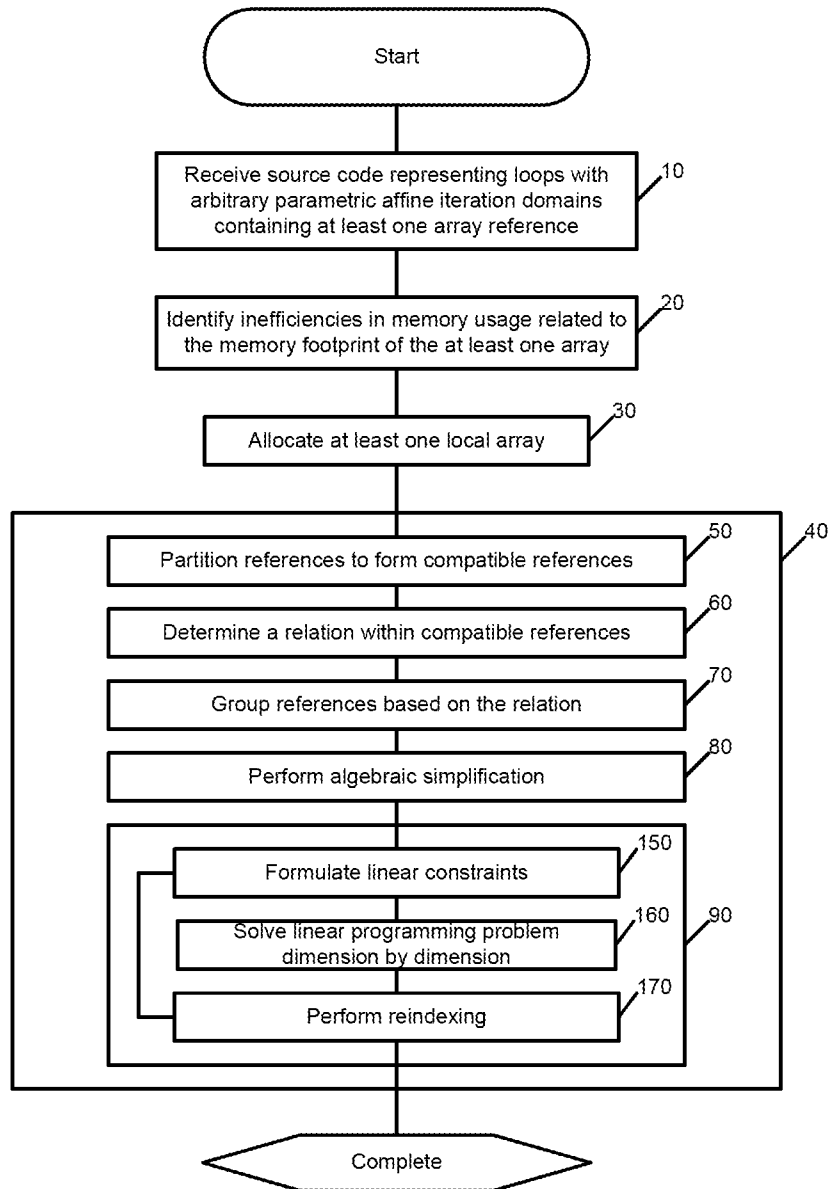 Start
Receive source code representing loops with
arbitrary parametric affine iteration domains
containing at least one array reference
10
Identify inefficiencies in memory usage related to
the memory footprint of the at least one array
20
Allocate at least one local array
30
40
Partition references to form compatible references
50
Determine a relation within compatible references
60
Group references based on the relation
70
Perform algebraic simplification
80
Formulate linear constraints
150
90
Solve linear programming problem
dimension by dimension
160
Perform reindexing
170
Complete